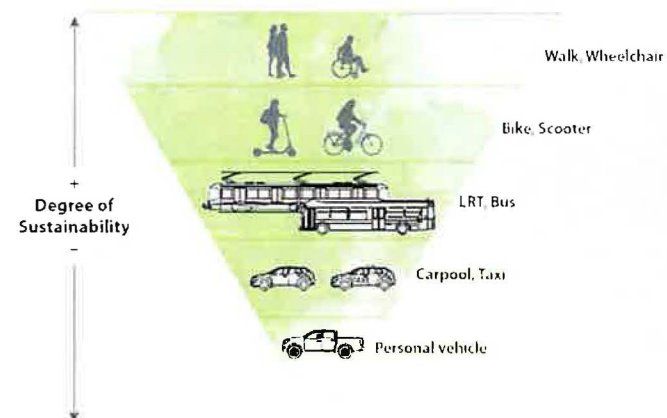 Walk, Wheelchair
Bike, Scooter
+
Degree of
Sustainability
–
LRT, Bus
Carpool, Taxi
Personal vehicle